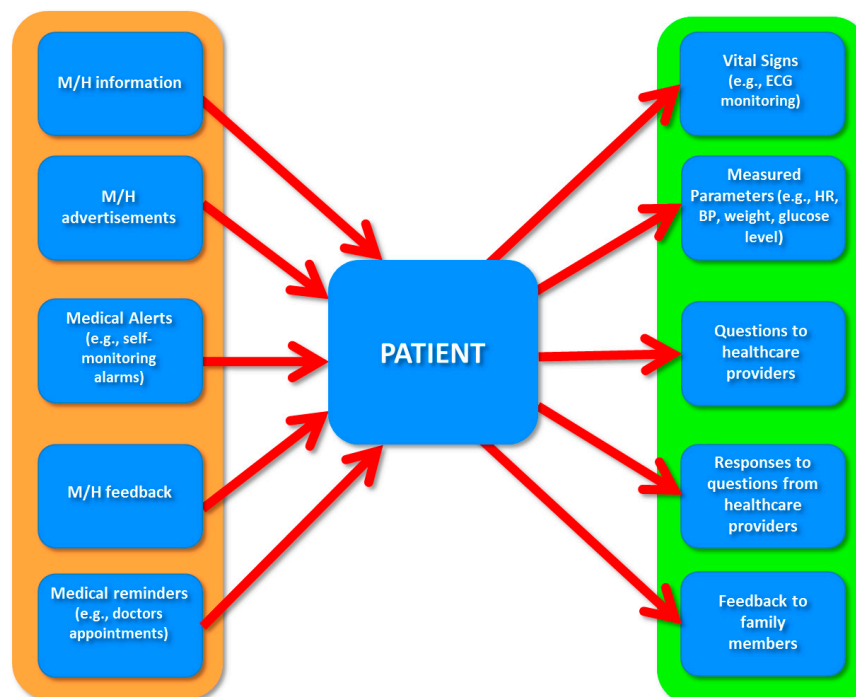 M/H information
M/H
advertisements
Medical Alerts
(e.g., self-
monitoring
alarms)
M/H feedback
Medical reminders
(e.g., doctors
appointments)
PATIENT
Vital Signs
(e.g., ECG
monitoring)
Measured
Parameters (e.g., HR,
BP, weight, glucose
level)
Questions to
healthcare
providers
Responses to
questions from
healthcare
providers
Feedback to
family
members